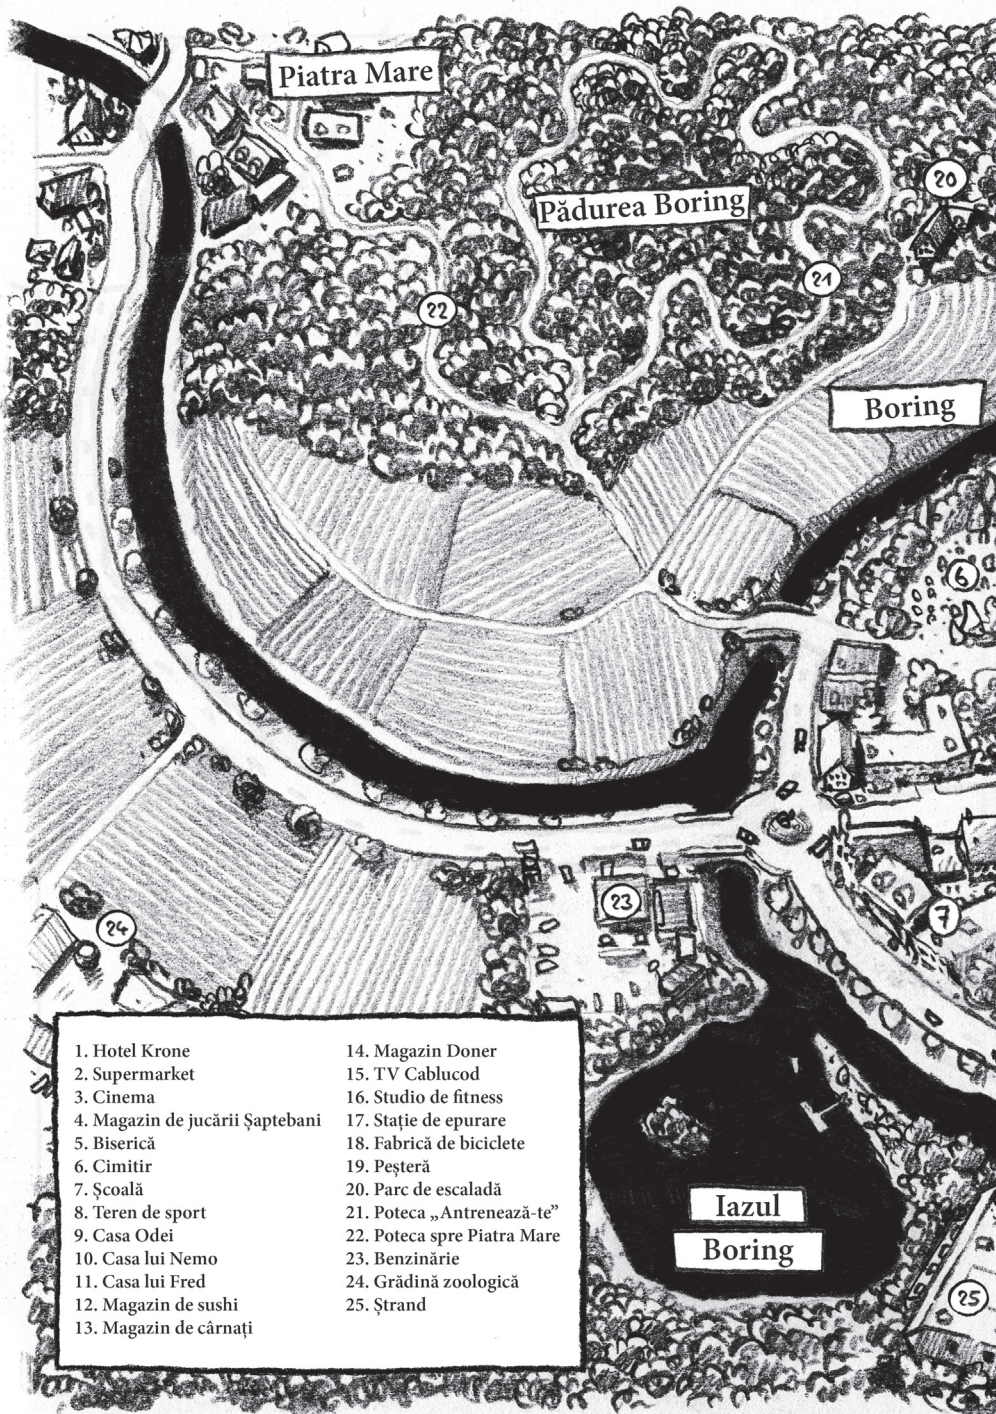 Piatra Mare
20
Pădurea Boring
21
22
Boring
6
23
7
24
1. Hotel Krone
2. Supermarket
3. Cinema
4. Magazin de jucării Șaptebani
5. Biserică
6. Cimitir
7. Școală
8. Teren de sport
9. Casa Odei
10. Casa lui Nemo
11. Casa lui Fred
12. Magazin de sushi
13. Magazin de cârnați
14. Magazin Doner
15. TV Cablucod
16. Studio de fitness
17. Stație de epurare
18. Fabrică de biciclete
19. Peșteră
20. Parc de escaladă
21. Poteca „Antrenează-te”
22. Poteca spre Piatra Mare
23. Benzinărie
24. Grădină zoologică
25. Ștrand
Iazul
Boring
25